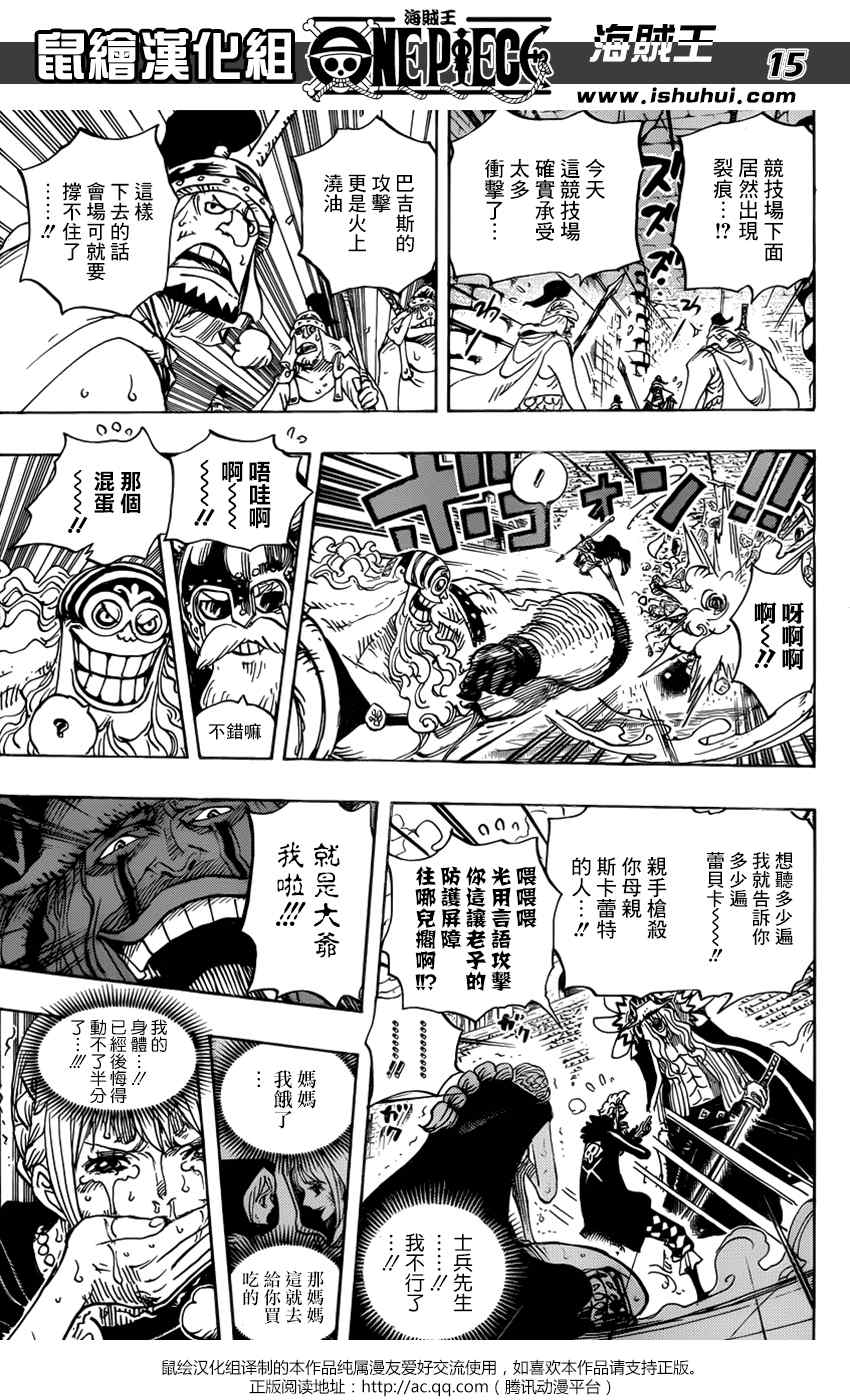 鼠繪漢化組
海賊王
ONE PIECE
海賊王
15
www.ishuhui.com
競技場下面
居然出現
裂痕…!?
今天
這競技場
確實承受
太多
衝擊了…
巴吉斯的
攻擊
更是火上
澆油
這樣
下去的話
會場可就要
撐不住了
……!!
ズズズ…
ボゴォォン!!
!
呀啊啊
啊~~!!
唔哇啊
啊~~~
~~~!!
不錯嘛
那個
混蛋
~~~~!!
?
想聽多少遍
我就告訴你
多少遍
蕾貝卡~~!!
親手槍殺
你母親
斯卡蕾特
的人…!!
喂喂喂
光用言語攻擊
你這讓老子的
防護屏障
往哪兒擱啊!!?
就是大爺
我啦!!!
………
………
士兵先生
……!!
我不行了
…!!
媽媽
我餓了
…
那媽媽
這就去
給你買
吃的
我的
身體…!!
已經後悔得
動不了半分
了…!!
鼠绘汉化组译制的本作品纯属漫友爱好交流使用，如喜欢本作品请支持正版。
正版阅读地址：http://ac.qq.com（腾讯动漫平台）